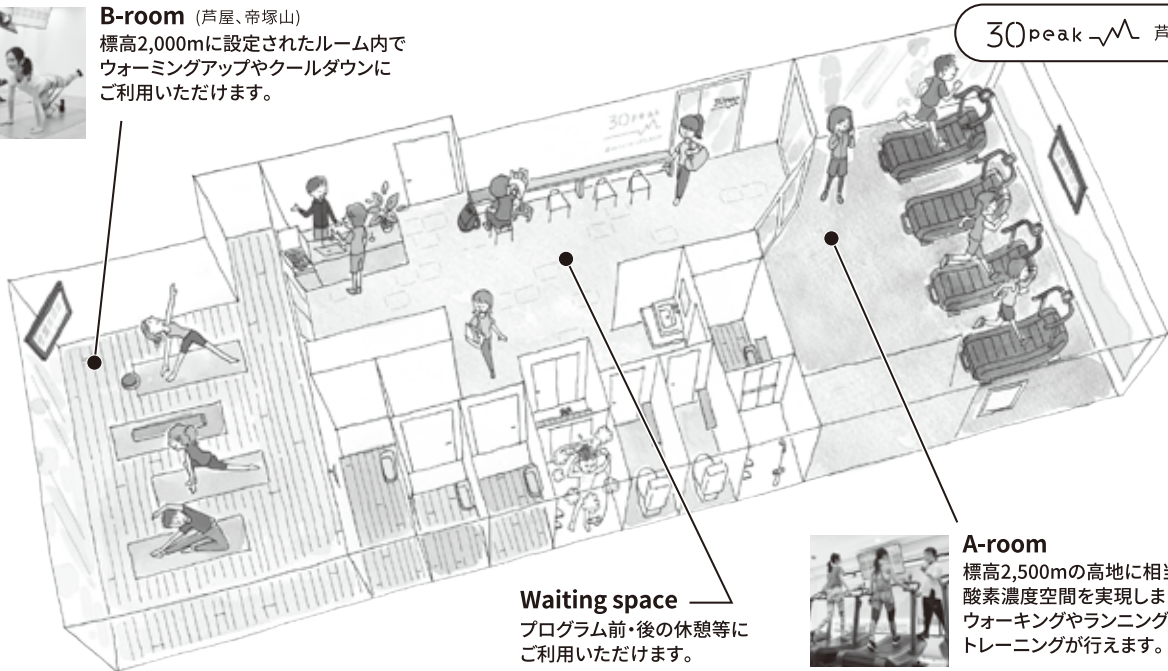 B-room (芦屋、帝塚山)
標高2,000mに設定されたルーム内で
ウォーミングアップやクールダウンに
ご利用いただけます。
30peak 芦
30peak
Waiting space
プログラム前・後の休憩等に
ご利用いただけます。
A-room
標高2,500mの高地に相当
酸素濃度空間を実現しま
ウォーキングやランニング
トレーニングが行えます。